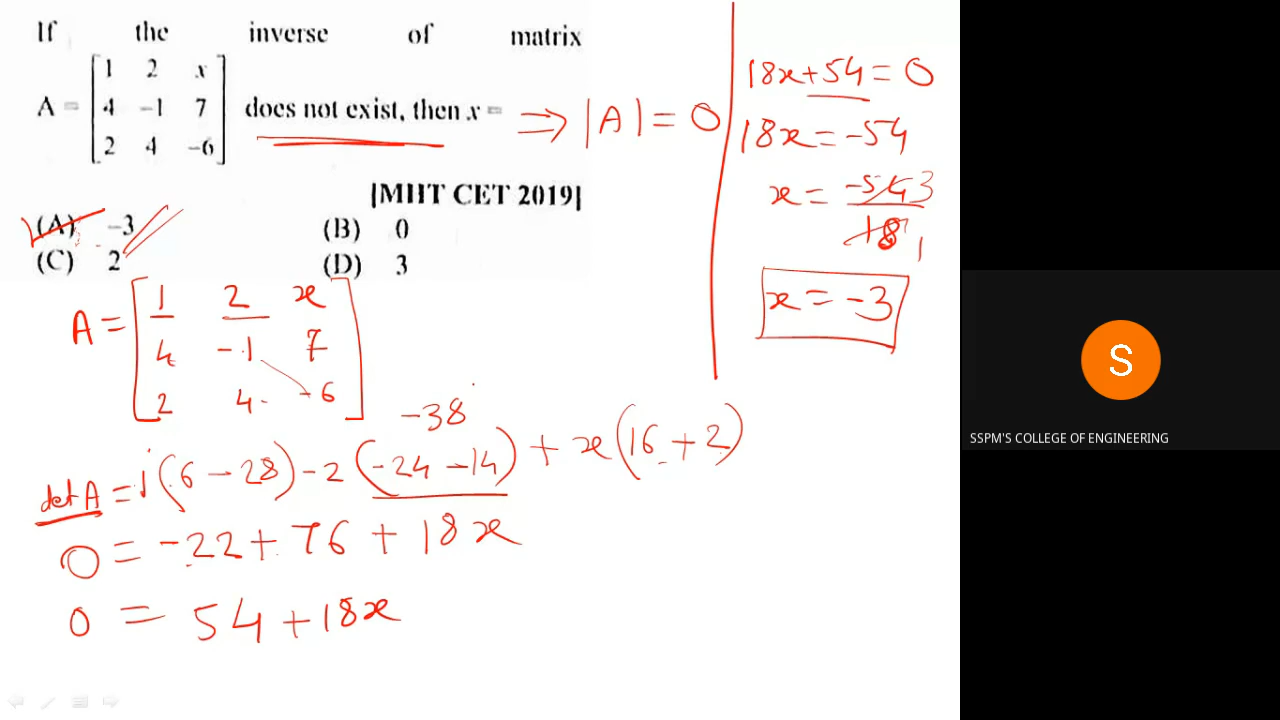 If the inverse of matrix
A = [1 2 x
4 -1 7
2 4 -6] does not exist, then x = ⇒ |A| = 0
[MHT CET 2019]
(A) -3 (B) 0
(C) 2 (D) 3
A = [1 2 x
4 -1 7
2 4 -6]
-38
det A = 1(6 - 28) - 2(-24 - 14) + x(16 + 2)
0 = -22 + 76 + 18x
0 = 54 + 18x
18x + 54 = 0
18x = -54
x = -54 3
18 1
x = -3
S
SSPM'S COLLEGE OF ENGINEERING